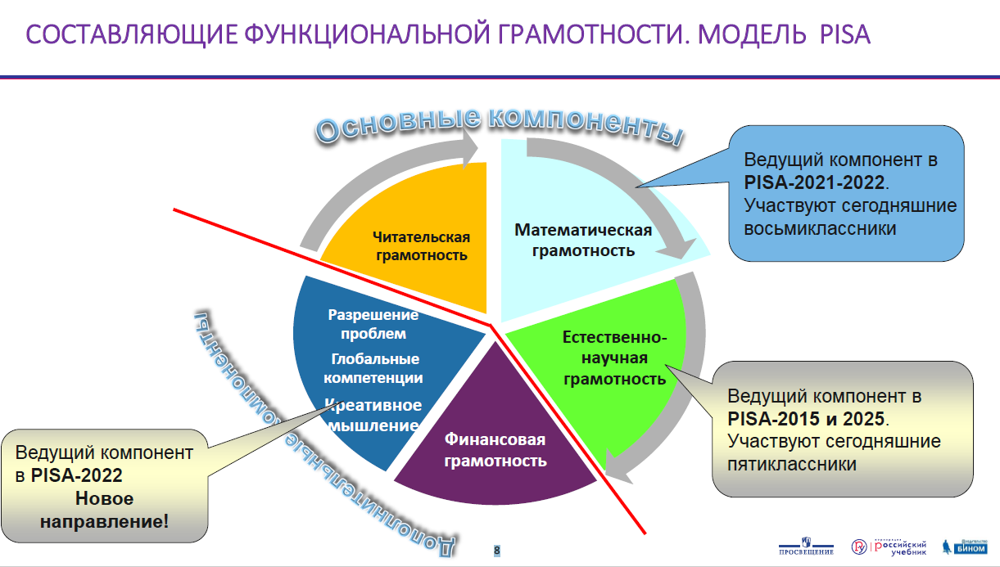 СОСТАВЛЯЮЩИЕ ФУНКЦИОНАЛЬНОЙ ГРАМОТНОСТИ. МОДЕЛЬ PISA
Основные компоненты
Ведущий компонент в
PISA-2021-2022.
Участвуют сегодняшние
восьмиклассники
Читательская
грамотность
Математическая
грамотность
Разрешение
проблем
Глобальные
компетенции
Креативное
мышление
Естественно-
научная
грамотность
Финансовая
грамотность
Дополнительные компоненты
Ведущий компонент в
PISA-2015 и 2025.
Участвуют сегодняшние
пятиклассники
Ведущий компонент
в PISA-2022
Новое
направление!
8
ПРОСВЕЩЕНИЕ
российский
учебник
БИНОМ